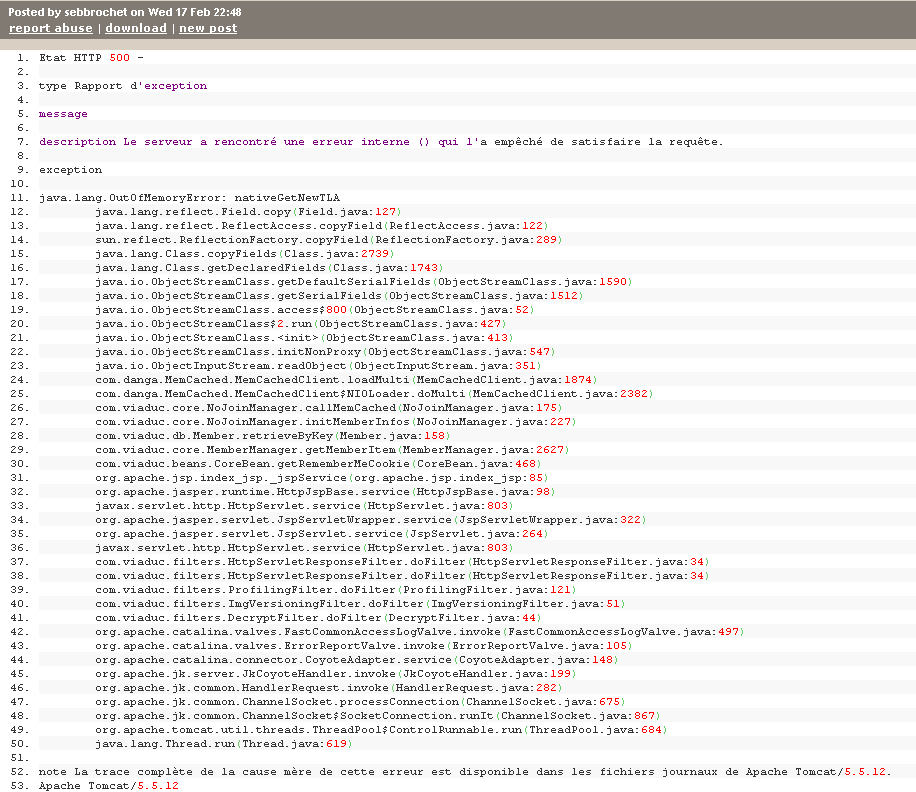 Posted by sebbrochet on Wed 17 Feb 22:48
report abuse | download | new post
1. Etat HTTP 500 -
2.
3. type Rapport d'exception
4.
5. message
6.
7. description Le serveur a rencontré une erreur interne () qui l'a empêché de satisfaire la requête.
8.
9. exception
10.
11. java.lang.OutOfMemoryError: nativeGetNewTLA
12. java.lang.reflect.Field.copy(Field.java:127)
13. java.lang.reflect.ReflectAccess.copyField(ReflectAccess.java:122)
14. sun.reflect.ReflectionFactory.copyField(ReflectionFactory.java:289)
15. java.lang.Class.copyFields(Class.java:2739)
16. java.lang.Class.getDeclaredFields(Class.java:1743)
17. java.io.ObjectStreamClass.getDefaultSerialFields(ObjectStreamClass.java:1590)
18. java.io.ObjectStreamClass.getSerialFields(ObjectStreamClass.java:1512)
19. java.io.ObjectStreamClass.access$800(ObjectStreamClass.java:52)
20. java.io.ObjectStreamClass$2.run(ObjectStreamClass.java:427)
21. java.io.ObjectStreamClass.<init>(ObjectStreamClass.java:413)
22. java.io.ObjectStreamClass.initNonProxy(ObjectStreamClass.java:547)
23. java.io.ObjectInputStream.readObject(ObjectInputStream.java:351)
24. com.danga.MemCached.MemCachedClient.loadMulti(MemCachedClient.java:1874)
25. com.danga.MemCached.MemCachedClient$NIOLoader.doMulti(MemCachedClient.java:2382)
26. com.viaduc.core.NoJoinManager.callMemCached(NoJoinManager.java:175)
27. com.viaduc.core.NoJoinManager.initMemberInfos(NoJoinManager.java:227)
28. com.viaduc.db.Member.retrieveByKey(Member.java:158)
29. com.viaduc.core.MemberManager.getMemberItem(MemberManager.java:2627)
30. com.viaduc.beans.CoreBean.getRememberMeCookie(CoreBean.java:468)
31. org.apache.jsp.index_jsp._jspService(org.apache.jsp.index_jsp:85)
32. org.apache.jasper.runtime.HttpJspBase.service(HttpJspBase.java:98)
33. javax.servlet.http.HttpServlet.service(HttpServlet.java:803)
34. org.apache.jasper.servlet.JspServletWrapper.service(JspServletWrapper.java:322)
35. org.apache.jasper.servlet.JspServlet.service(JspServlet.java:264)
36. javax.servlet.http.HttpServlet.service(HttpServlet.java:803)
37. com.viaduc.filters.HttpServletResponseFilter.doFilter(HttpServletResponseFilter.java:34)
38. com.viaduc.filters.HttpServletResponseFilter.doFilter(HttpServletResponseFilter.java:34)
39. com.viaduc.filters.ProfilingFilter.doFilter(ProfilingFilter.java:121)
40. com.viaduc.filters.ImgVersioningFilter.doFilter(ImgVersioningFilter.java:51)
41. com.viaduc.filters.DecryptFilter.doFilter(DecryptFilter.java:44)
42. org.apache.catalina.valves.FastCommonAccessLogValve.invoke(FastCommonAccessLogValve.java:497)
43. org.apache.catalina.valves.ErrorReportValve.invoke(ErrorReportValve.java:105)
44. org.apache.catalina.connector.CoyoteAdapter.service(CoyoteAdapter.java:148)
45. org.apache.jk.server.JkCoyoteHandler.invoke(JkCoyoteHandler.java:199)
46. org.apache.jk.common.HandlerRequest.invoke(HandlerRequest.java:282)
47. org.apache.jk.common.ChannelSocket.processConnection(ChannelSocket.java:675)
48. org.apache.jk.common.ChannelSocket$SocketConnection.runIt(ChannelSocket.java:867)
49. org.apache.tomcat.util.threads.ThreadPool$ControlRunnable.run(ThreadPool.java:684)
50. java.lang.Thread.run(Thread.java:619)
51.
52. note La trace complète de la cause mère de cette erreur est disponible dans les fichiers journaux de Apache Tomcat/5.5.12.
53. Apache Tomcat/5.5.12